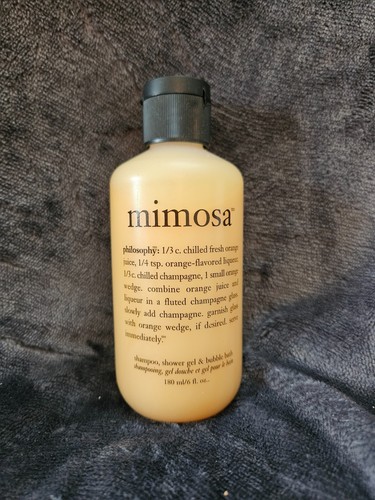 mimosa™
philosophy: 1/3 c. chilled fresh orange
juice, 1/4 tsp. orange-flavored liqueur,
1/3 c. chilled champagne, 1 small orange
wedge. combine orange juice and
liqueur in a fluted champagne glass.
slowly add champagne. garnish glass
with orange wedge, if desired. serve
immediately.
shampoo, shower gel & bubble bath
shampooing, gel douche et gel pour le bain
180 ml/6 fl. oz.